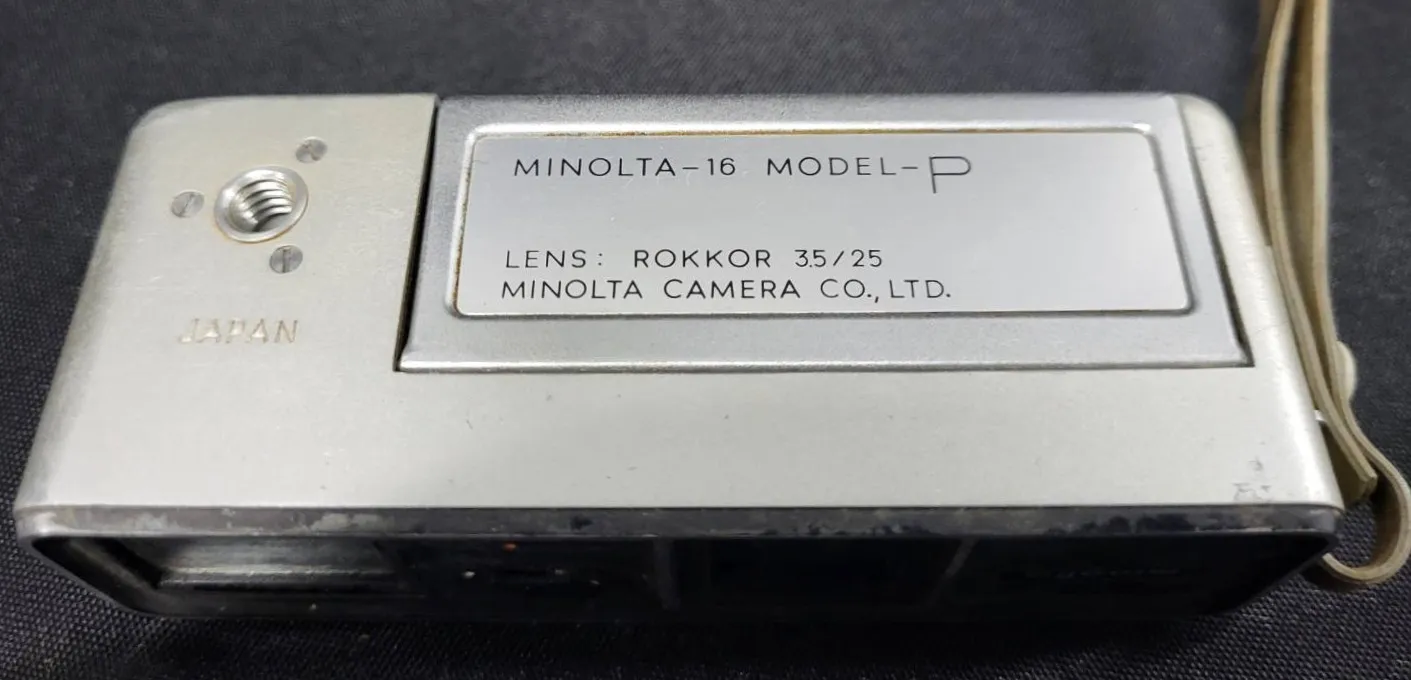 MINOLTA-16 MODEL-P
LENS: ROKKOR 3.5/25
MINOLTA CAMERA CO., LTD.
JAPAN